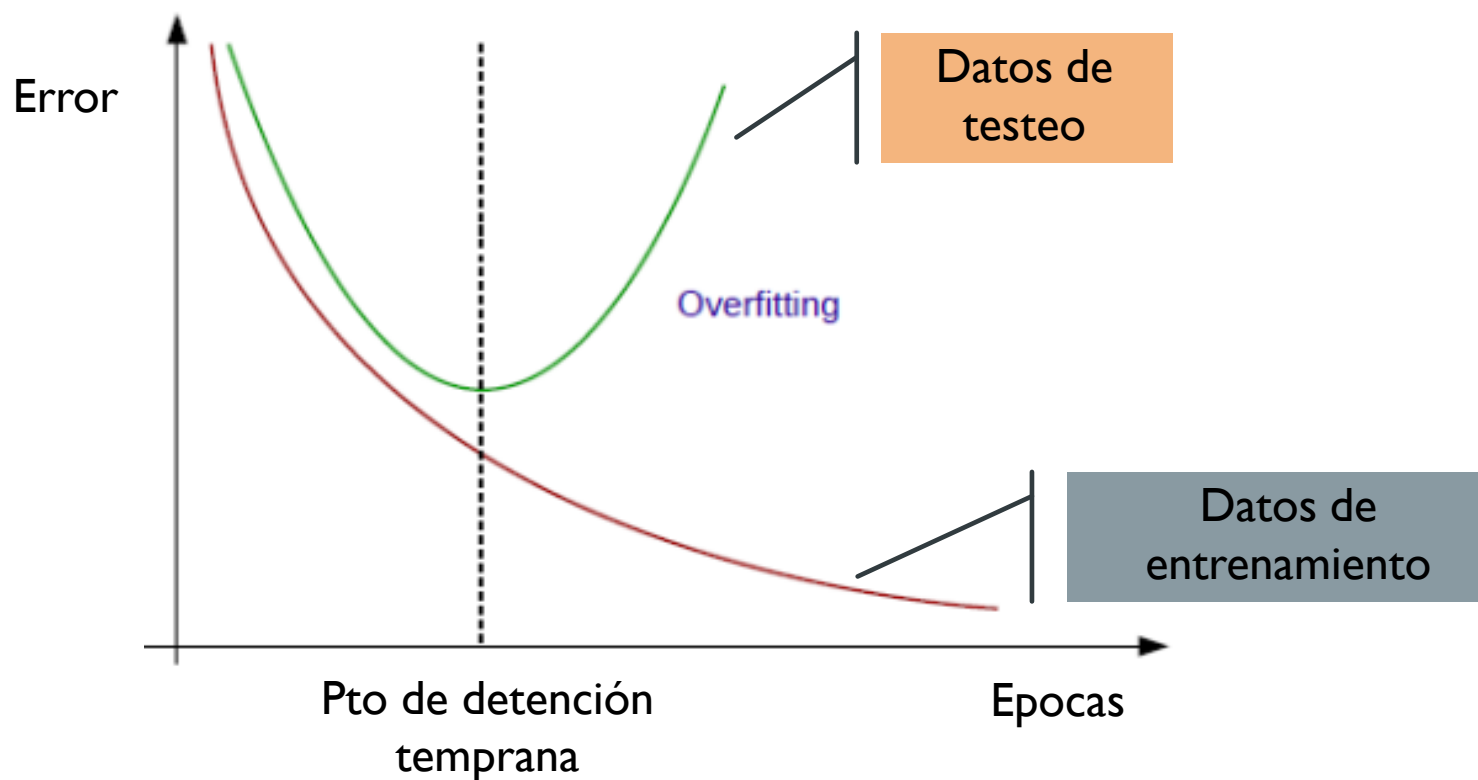 Error
Datos de
testeo
Overfitting
Datos de
entrenamiento
Pto de detención
temprana
Epocas